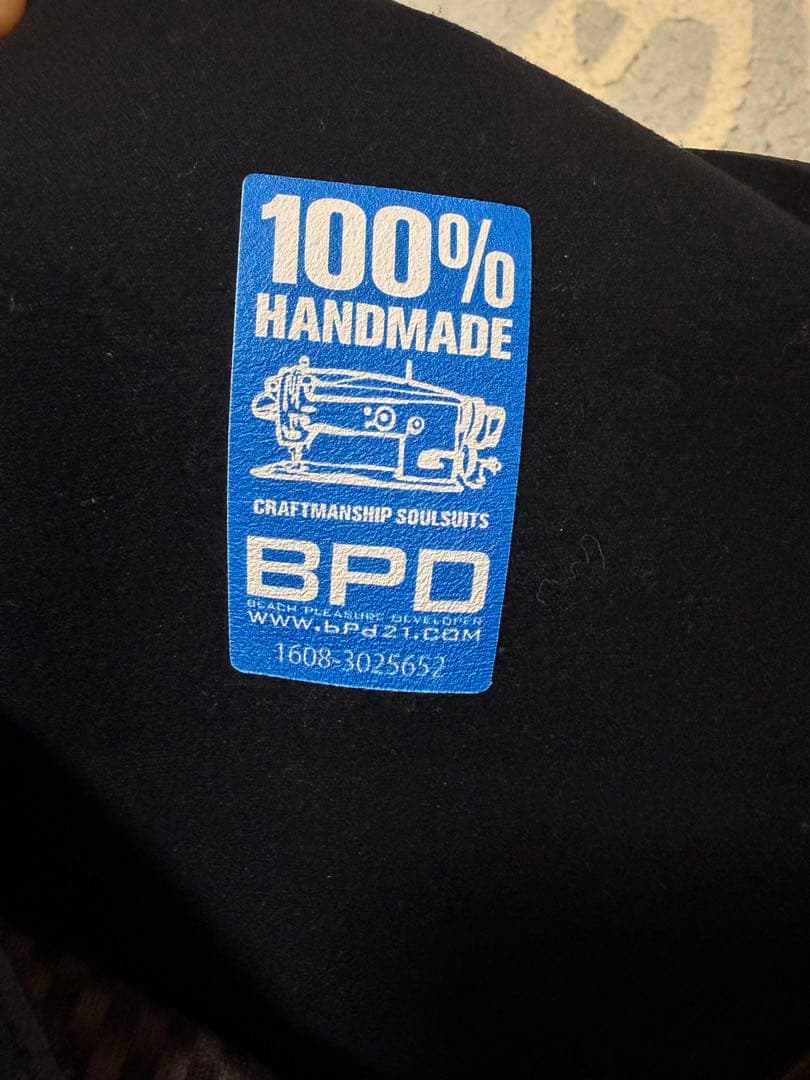 100%
HANDMADE
CRAFTMANSHIP SOULSUITS
BPD
BEACH PLEASURE DEVELOPER
WWW.bPd21.COM
1608-3025652